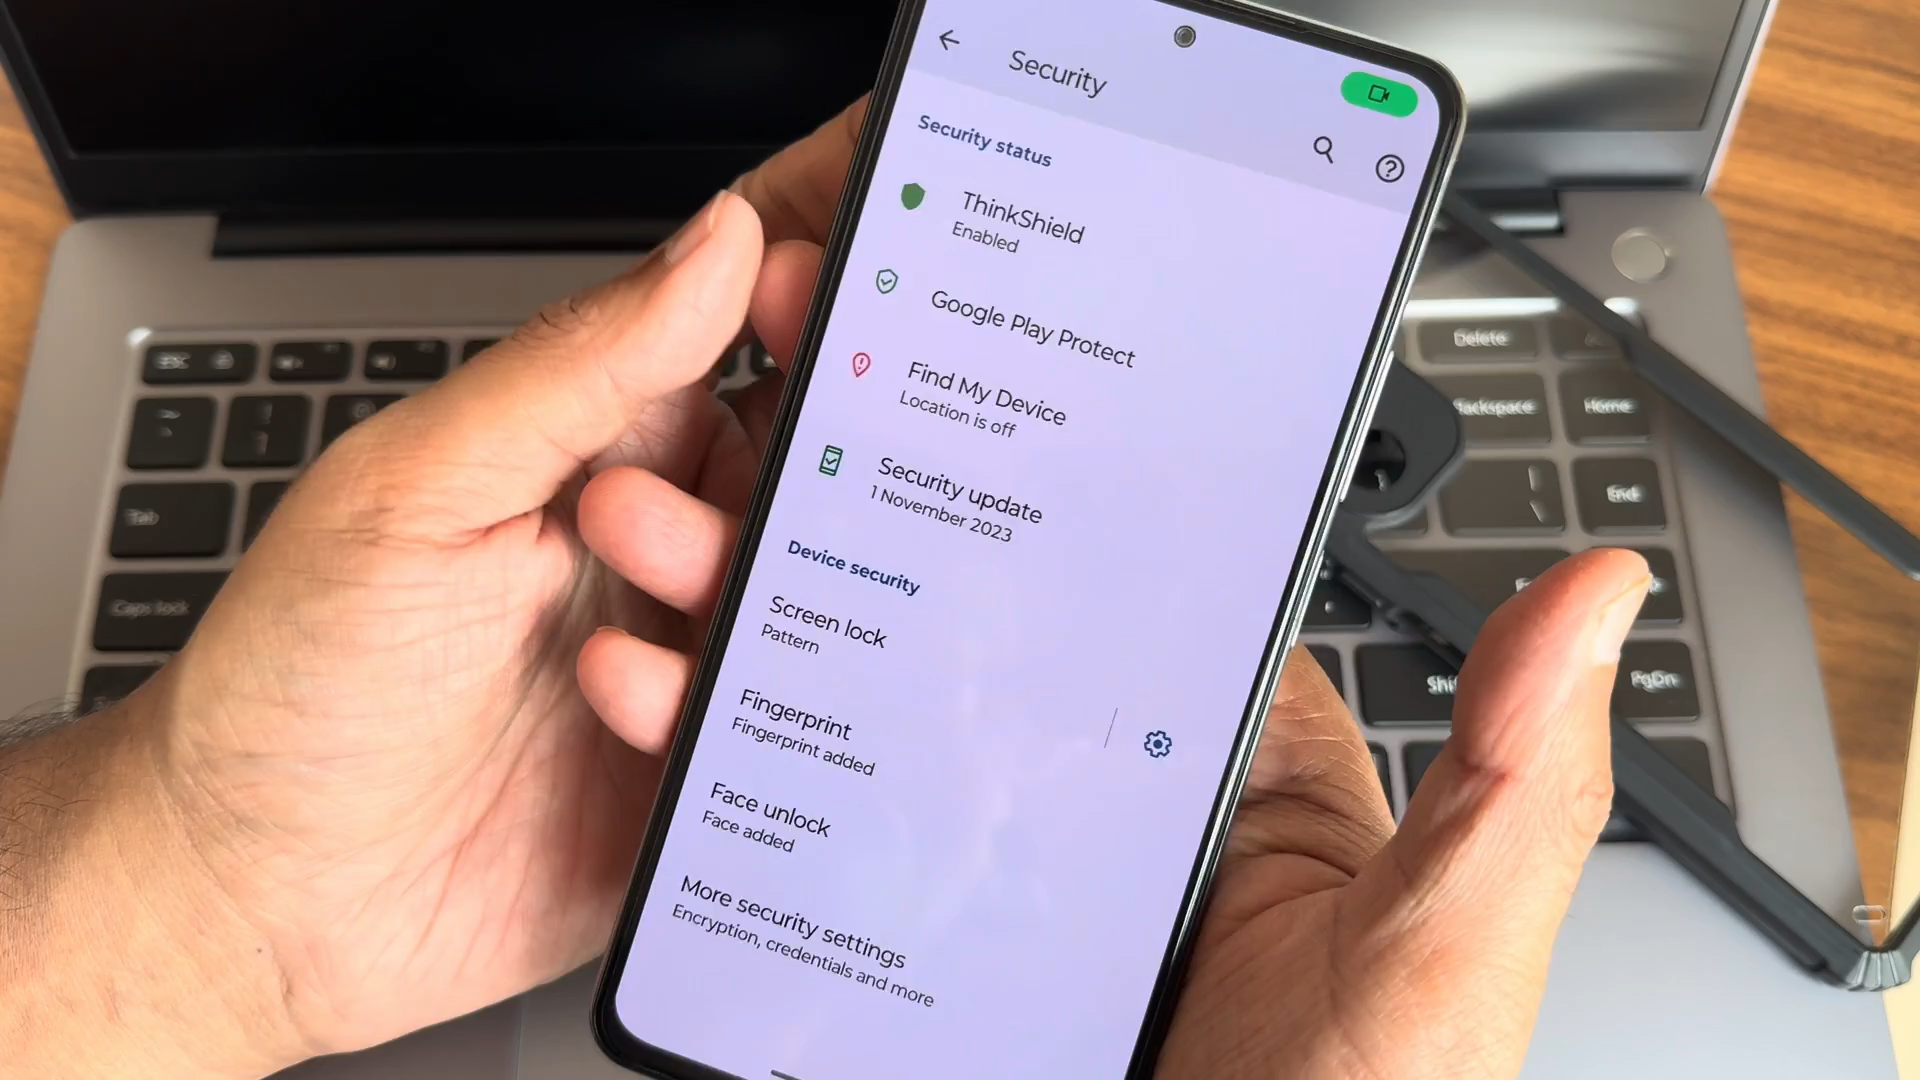 Security
Security status
ThinkShield
Enabled
Google Play Protect
Find My Device
Location is off
Security update
1 November 2023
Device security
Screen lock
Pattern
Fingerprint
Fingerprint added
Face unlock
Face added
More security settings
Encryption, credentials and more
ESC
Tab
Caps lock
Delete
Backspace
Home
End
PgDn